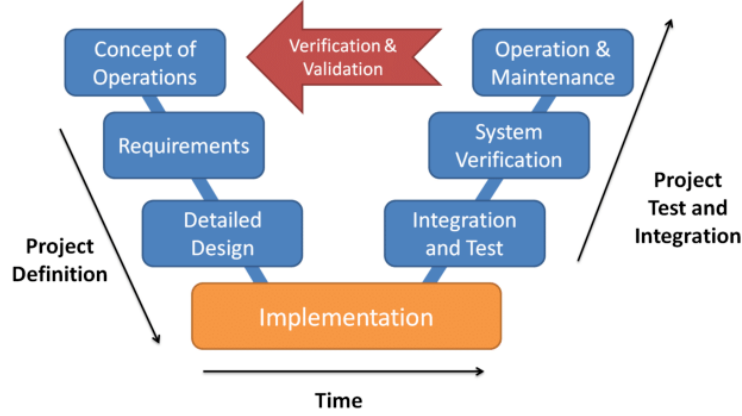 Concept of
Operations
Verification &
Validation
Operation &
Maintenance
Requirements
System
Verification
Detailed
Design
Integration
and Test
Project
Definition
Project
Test and
Integration
Implementation
Time